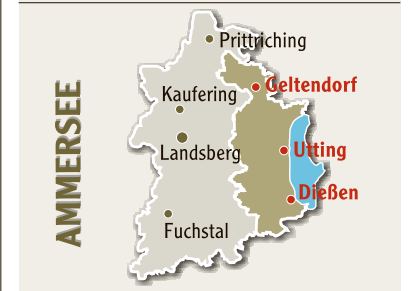 AMMERSEE
Prittriching
Geltendorf
Kaufering
Utting
Landsberg
Dießen
Fuchstal